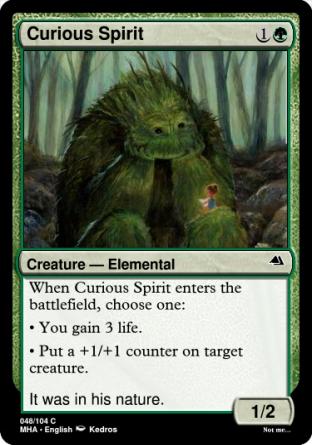 Curious Spirit 1
Creature — Elemental
When Curious Spirit enters the
battlefield, choose one:
• You gain 3 life.
• Put a +1/+1 counter on target
creature.
It was in his nature.
1/2
048/104 C
MHA • English Kedros
Not me...